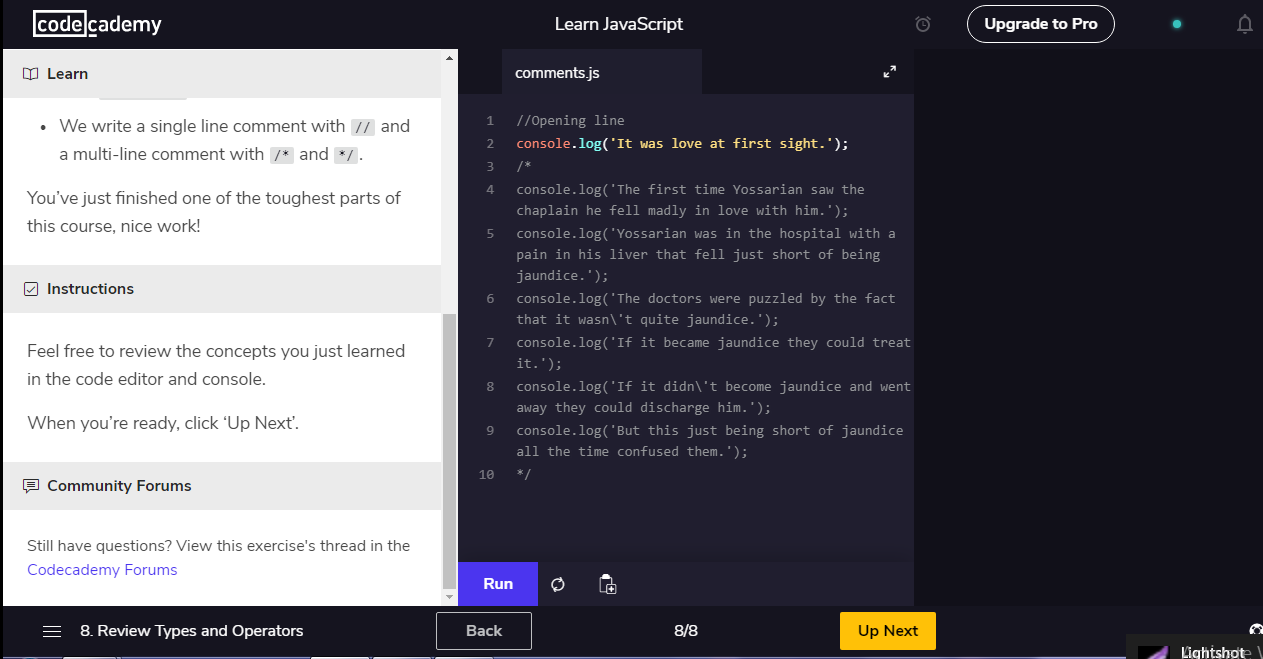 codecademy
Learn JavaScript
Upgrade to Pro
Learn
We write a single line comment with // and
a multi-line comment with /* and */.
You’ve just finished one of the toughest parts of
this course, nice work!
Instructions
Feel free to review the concepts you just learned
in the code editor and console.
When you’re ready, click ‘Up Next’.
Community Forums
Still have questions? View this exercise's thread in the
Codecademy Forums
comments.js
1 //Opening line
2 console.log('It was love at first sight.');
3 /*
4 console.log('The first time Yossarian saw the
chaplain he fell madly in love with him.');
5 console.log('Yossarian was in the hospital with a
pain in his liver that fell just short of being
jaundice.');
6 console.log('The doctors were puzzled by the fact
that it wasn\'t quite jaundice.');
7 console.log('If it became jaundice they could treat
it.');
8 console.log('If it didn\'t become jaundice and went
away they could discharge him.');
9 console.log('But this just being short of jaundice
all the time confused them.');
10 */
Run
8. Review Types and Operators
Back
8/8
Up Next
Lightshot